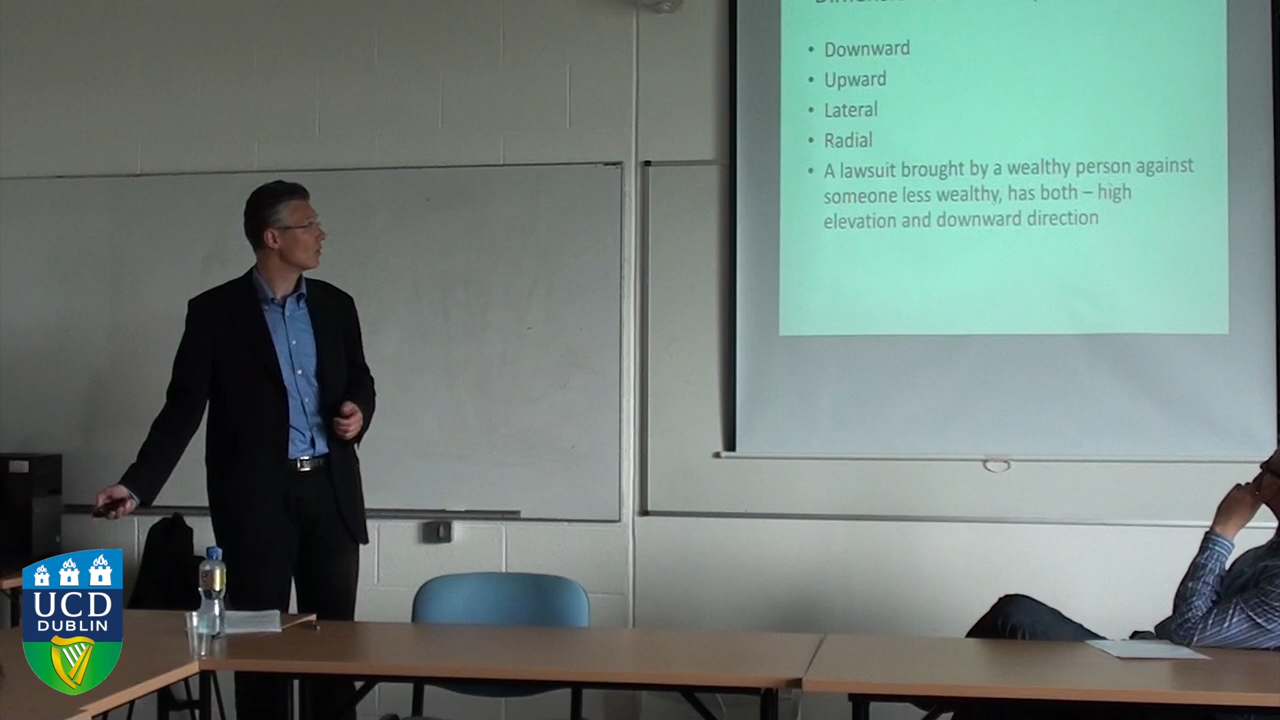 • Downward
• Upward
• Lateral
• Radial
• A lawsuit brought by a wealthy person against
someone less wealthy, has both – high
elevation and downward direction
UCD
DUBLIN